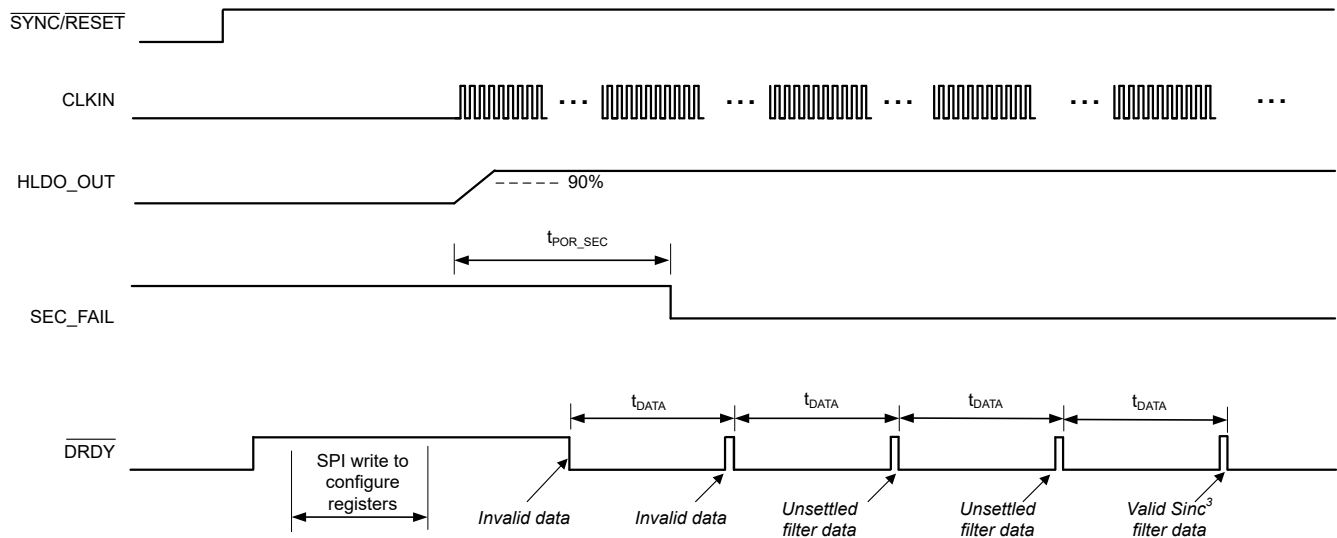 SYNC/RESET
CLKIN
... ... ... ... ...
HLDO_OUT
90%
tPOR_SEC
SEC_FAIL
tDATA tDATA tDATA tDATA
DRDY
SPI write to
configure
registers
Invalid data
Invalid data
Unsettled
filter data
Unsettled
filter data
Valid Sinc³
filter data